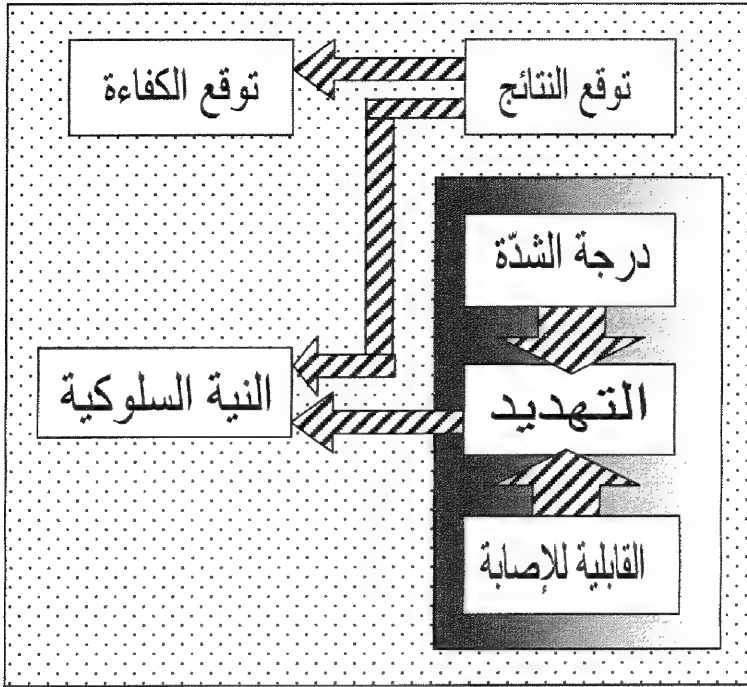 توقع النتائج
توقع الكفاءة
درجة الشدّة
التهديد
النية السلوكية
القابلية للإصابة